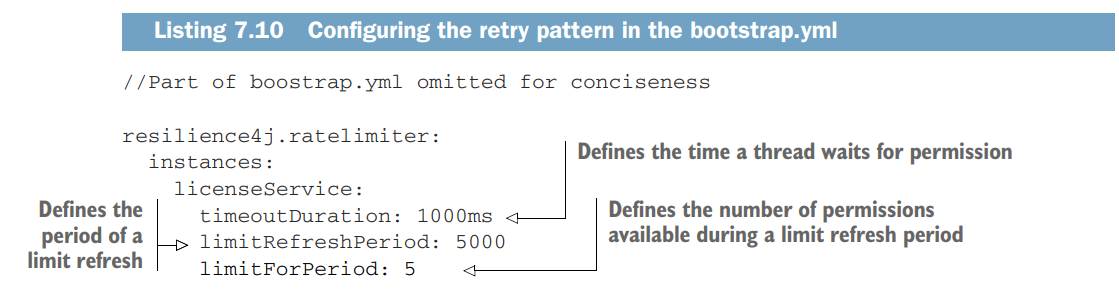 Listing 7.10 Configuring the retry pattern in the bootstrap.yml
//Part of boostrap.yml omitted for conciseness
resilience4j.ratelimiter:
instances:
licenseService:
timeoutDuration: 1000ms
limitRefreshPeriod: 5000
limitForPeriod: 5
Defines the time a thread waits for permission
Defines the
period of a
limit refresh
Defines the number of permissions
available during a limit refresh period